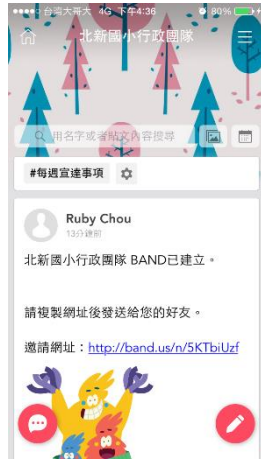 台湾大哥大 4G 下午4:36 80%
北新國小行政團隊
用名字或者貼文內容搜尋
#每週宣達事項
Ruby Chou
13分鐘前
北新國小行政團隊 BAND已建立。
請複製網址後發送給您的好友。
邀請網址：http://band.us/n/5KTbiUzf